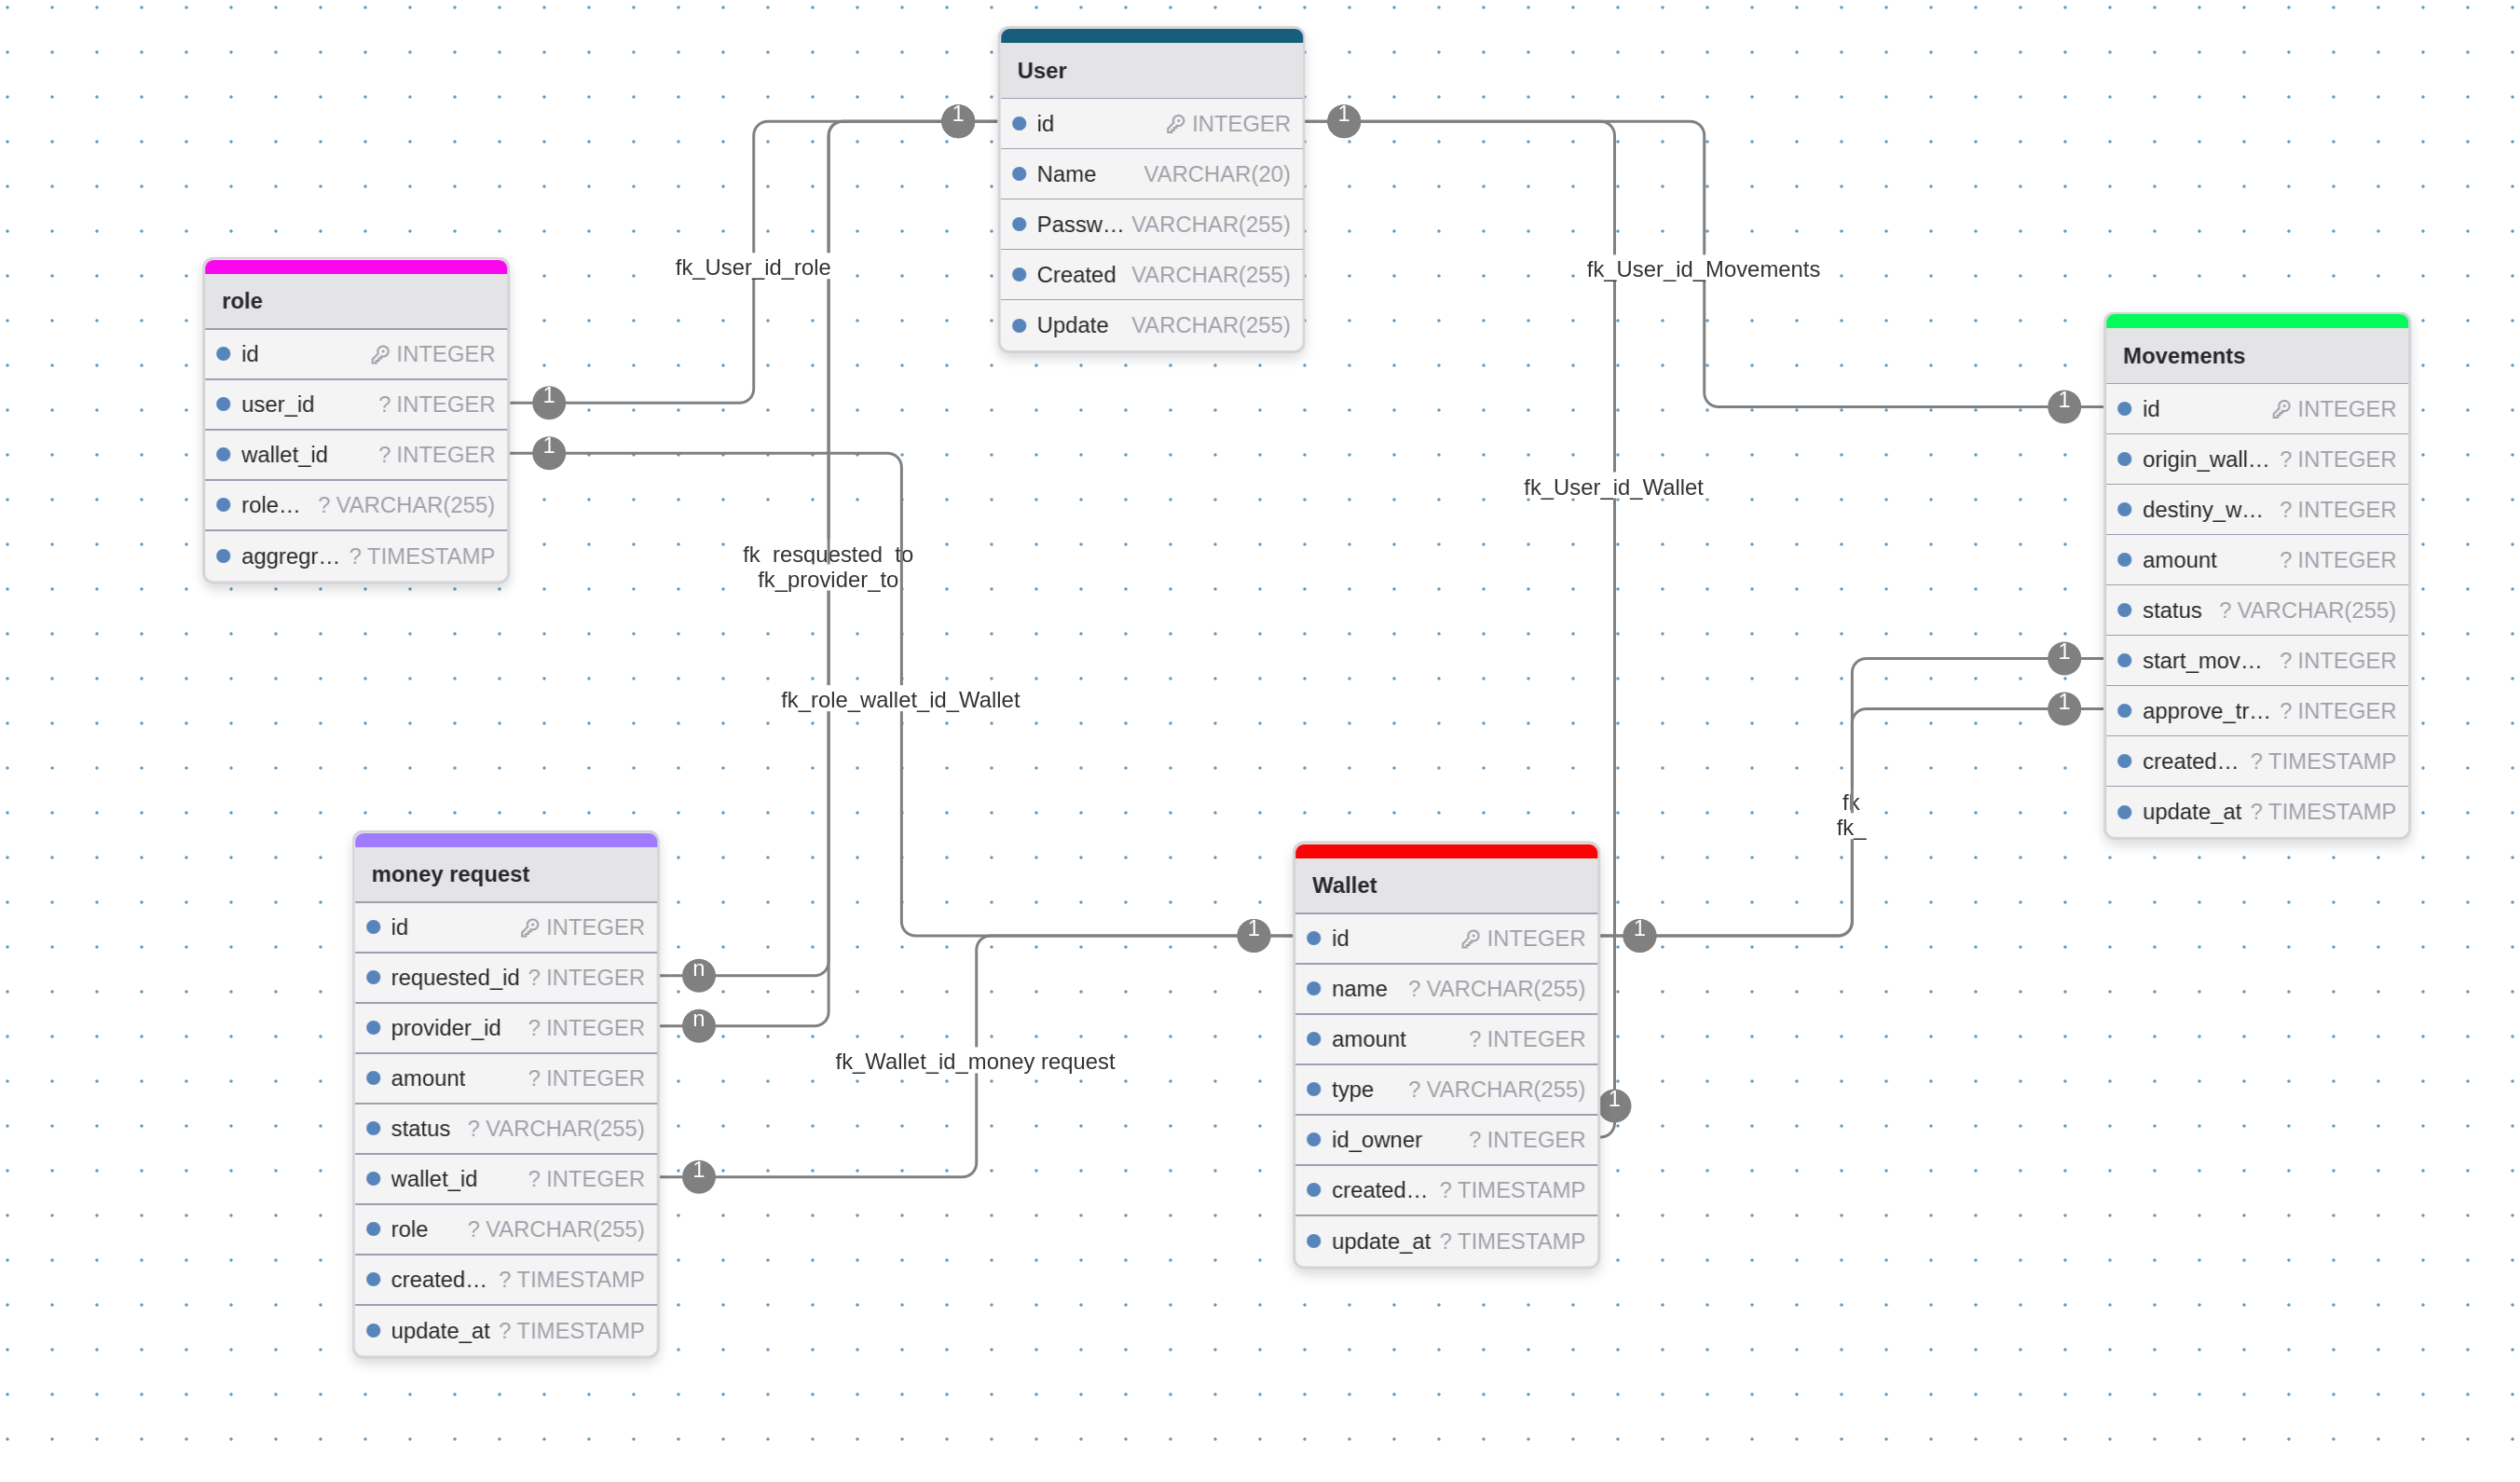 User
id INTEGER
Name VARCHAR(20)
Passw… VARCHAR(255)
Created VARCHAR(255)
Update VARCHAR(255)
1
1
fk_User_id_role
fk_User_id_Movements
role
id INTEGER
user_id ? INTEGER
wallet_id ? INTEGER
role… ? VARCHAR(255)
aggregr… ? TIMESTAMP
1
1
Movements
id INTEGER
origin_wall… ? INTEGER
destiny_w… ? INTEGER
amount ? INTEGER
status ? VARCHAR(255)
start_mov… ? INTEGER
approve_tr… ? INTEGER
created… ? TIMESTAMP
update_at ? TIMESTAMP
1
1
1
fk_User_id_Wallet
fk_resquested_to
fk_provider_to
fk_role_wallet_id_Wallet
fk
fk_
money request
id INTEGER
requested_id ? INTEGER
provider_id ? INTEGER
amount ? INTEGER
status ? VARCHAR(255)
wallet_id ? INTEGER
role ? VARCHAR(255)
created… ? TIMESTAMP
update_at ? TIMESTAMP
n
n
1
fk_Wallet_id_money request
Wallet
id INTEGER
name ? VARCHAR(255)
amount ? INTEGER
type ? VARCHAR(255)
id_owner ? INTEGER
created… ? TIMESTAMP
update_at ? TIMESTAMP
1
1
1